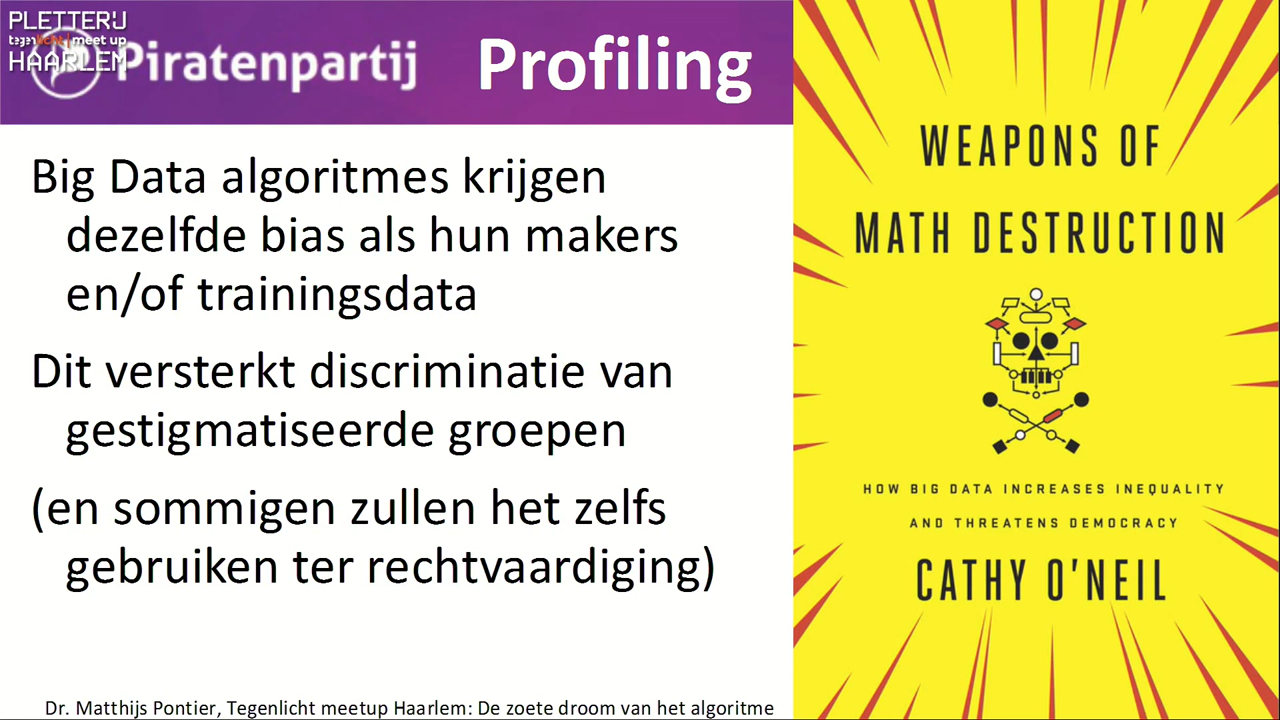 PLETTERIJ
tegenlicht | meet up
HAARLEM
Piratenpartij
Profiling
Big Data algoritmes krijgen
dezelfde bias als hun makers
en/of trainingsdata
Dit versterkt discriminatie van
gestigmatiseerde groepen
(en sommigen zullen het zelfs
gebruiken ter rechtvaardiging)
Dr. Matthijs Pontier, Tegenlicht meetup Haarlem: De zoete droom van het algoritme
WEAPONS OF
MATH DESTRUCTION
HOW BIG DATA INCREASES INEQUALITY
AND THREATENS DEMOCRACY
CATHY O'NEIL